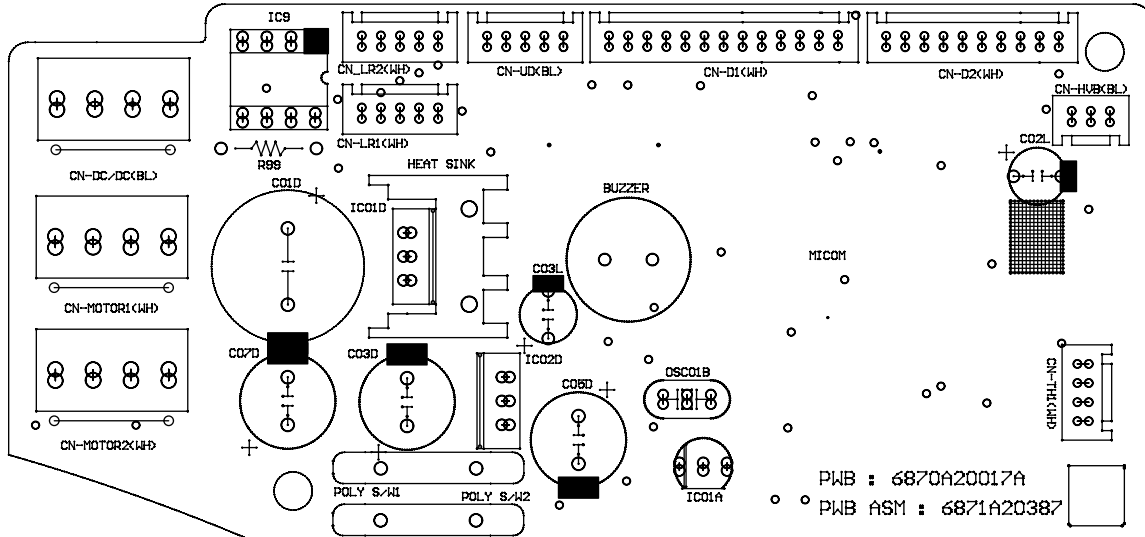 IC9
CN_LR2(WH)
CN-UD(BL)
CN-D1(WH)
CN-D2(WH)
CN-HVB(BL)
CN-LR1(WH)
R99
CN-DC/DC(BL)
HEAT SINK
C02L
C01D
IC01D
BUZZER
MICOM
C03L
CN-MOTOR1(WH)
C07D
C03D
IC02D
OSC01B
C05D
CN-TH1(WH)
CN-MOTOR2(WH)
POLY S/W1
POLY S/W2
IC01A
PWB : 6870A20017A
PWB ASM : 6871A20387